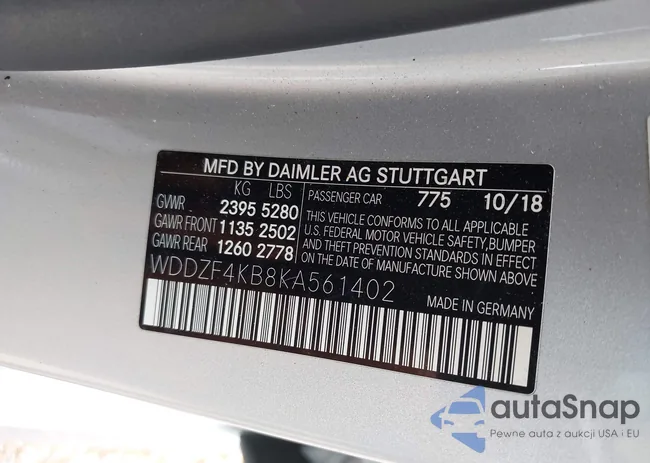 MFD BY DAIMLER AG STUTTGART
KG LBS
GVWR 2395 5280
GAWR FRONT 1135 2502
GAWR REAR 1260 2778
PASSENGER CAR 775 10/18
THIS VEHICLE CONFORMS TO ALL APPLICABLE
U.S. FEDERAL MOTOR VEHICLE SAFETY, BUMPER
AND THEFT PREVENTION STANDARDS IN EFFECT
ON THE DATE OF MANUFACTURE SHOWN ABOVE.
WDDZF4KB8KA561402
MADE IN GERMANY
autoSnap
Pewne auta z aukcji USA i EU